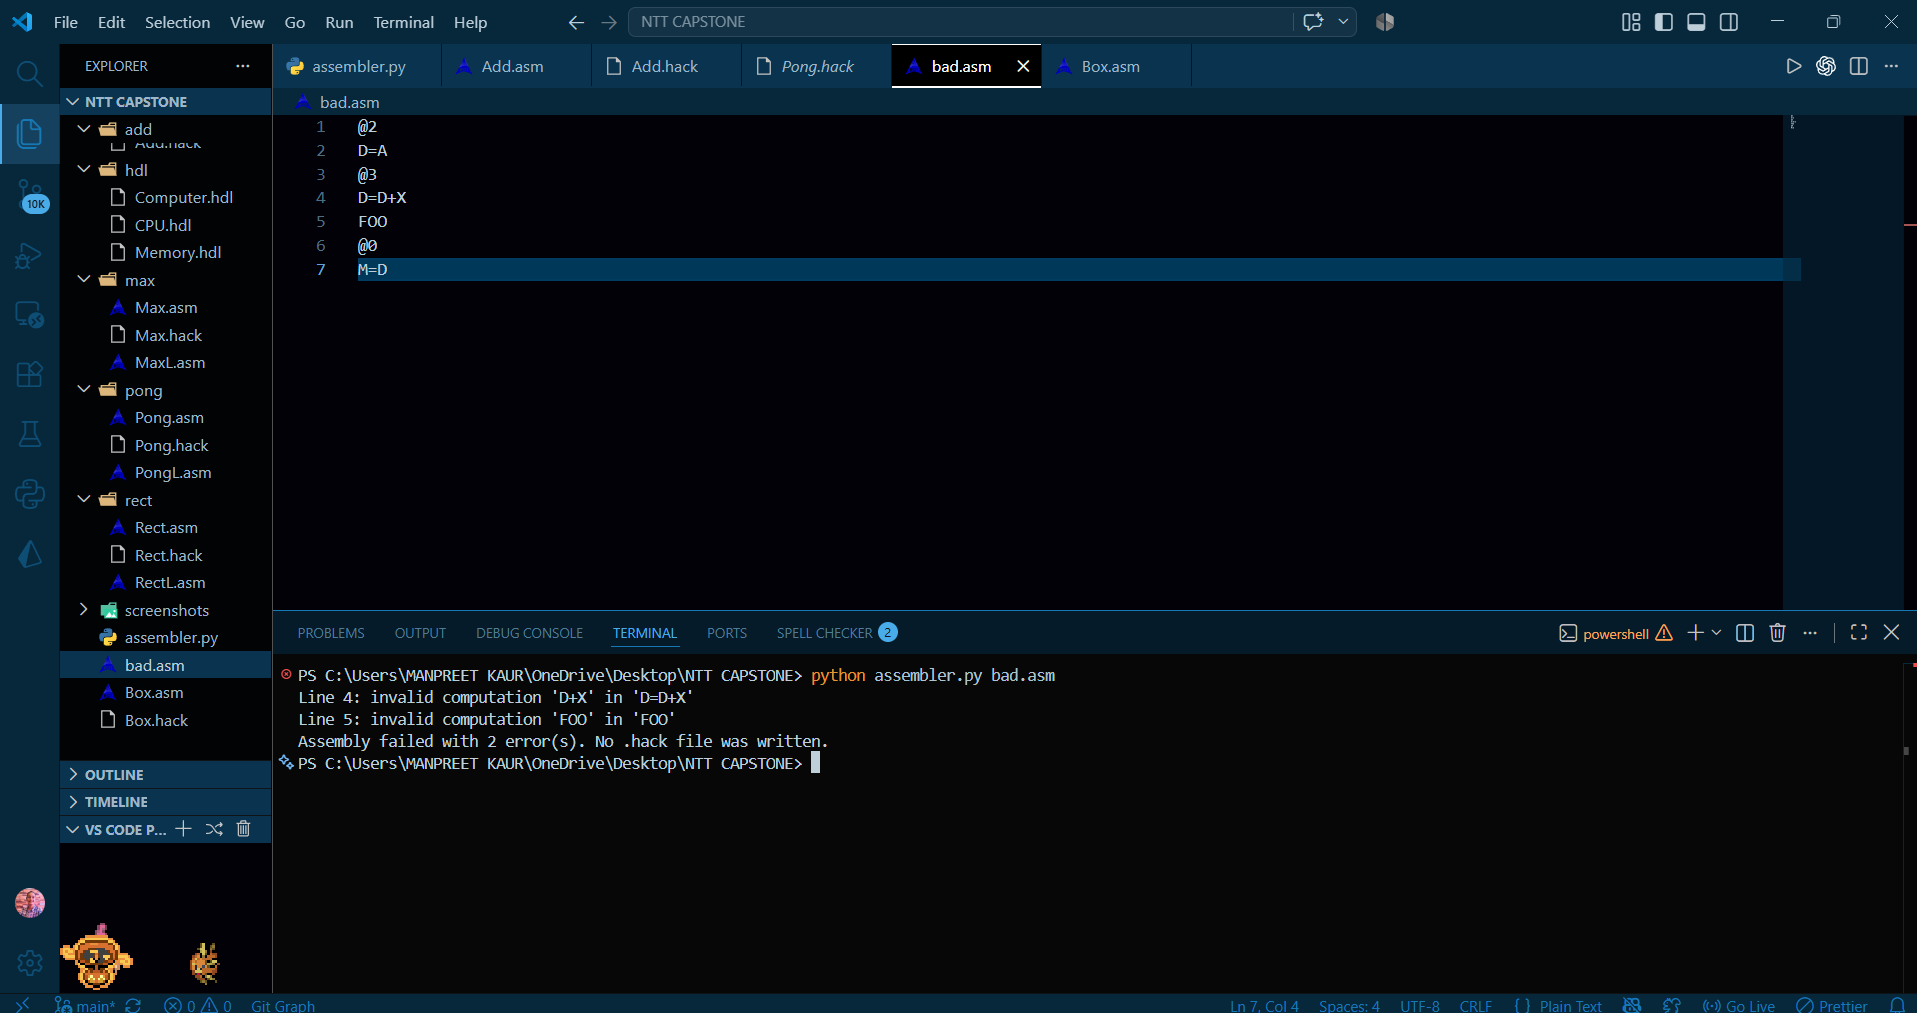 File Edit Selection View Go Run Terminal Help
NTT CAPSTONE
EXPLORER
NTT CAPSTONE
add
Add.hack
hdl
Computer.hdl
CPU.hdl
Memory.hdl
max
Max.asm
Max.hack
MaxL.asm
pong
Pong.asm
Pong.hack
PongL.asm
rect
Rect.asm
Rect.hack
RectL.asm
screenshots
assembler.py
bad.asm
Box.asm
Box.hack
OUTLINE
TIMELINE
VS CODE P...
10K
assembler.py Add.asm Add.hack Pong.hack bad.asm Box.asm
bad.asm
1 @2
2 D=A
3 @3
4 D=D+X
5 FOO
6 @0
7 M=D
PROBLEMS OUTPUT DEBUG CONSOLE TERMINAL PORTS SPELL CHECKER 2
powershell
PS C:\Users\MANPREET KAUR\OneDrive\Desktop\NTT CAPSTONE> python assembler.py bad.asm
Line 4: invalid computation 'D+X' in 'D=D+X'
Line 5: invalid computation 'FOO' in 'FOO'
Assembly failed with 2 error(s). No .hack file was written.
PS C:\Users\MANPREET KAUR\OneDrive\Desktop\NTT CAPSTONE>
main* 0 0 Git Graph
Ln 7, Col 4 Spaces: 4 UTF-8 CRLF {} Plain Text Go Live Prettier